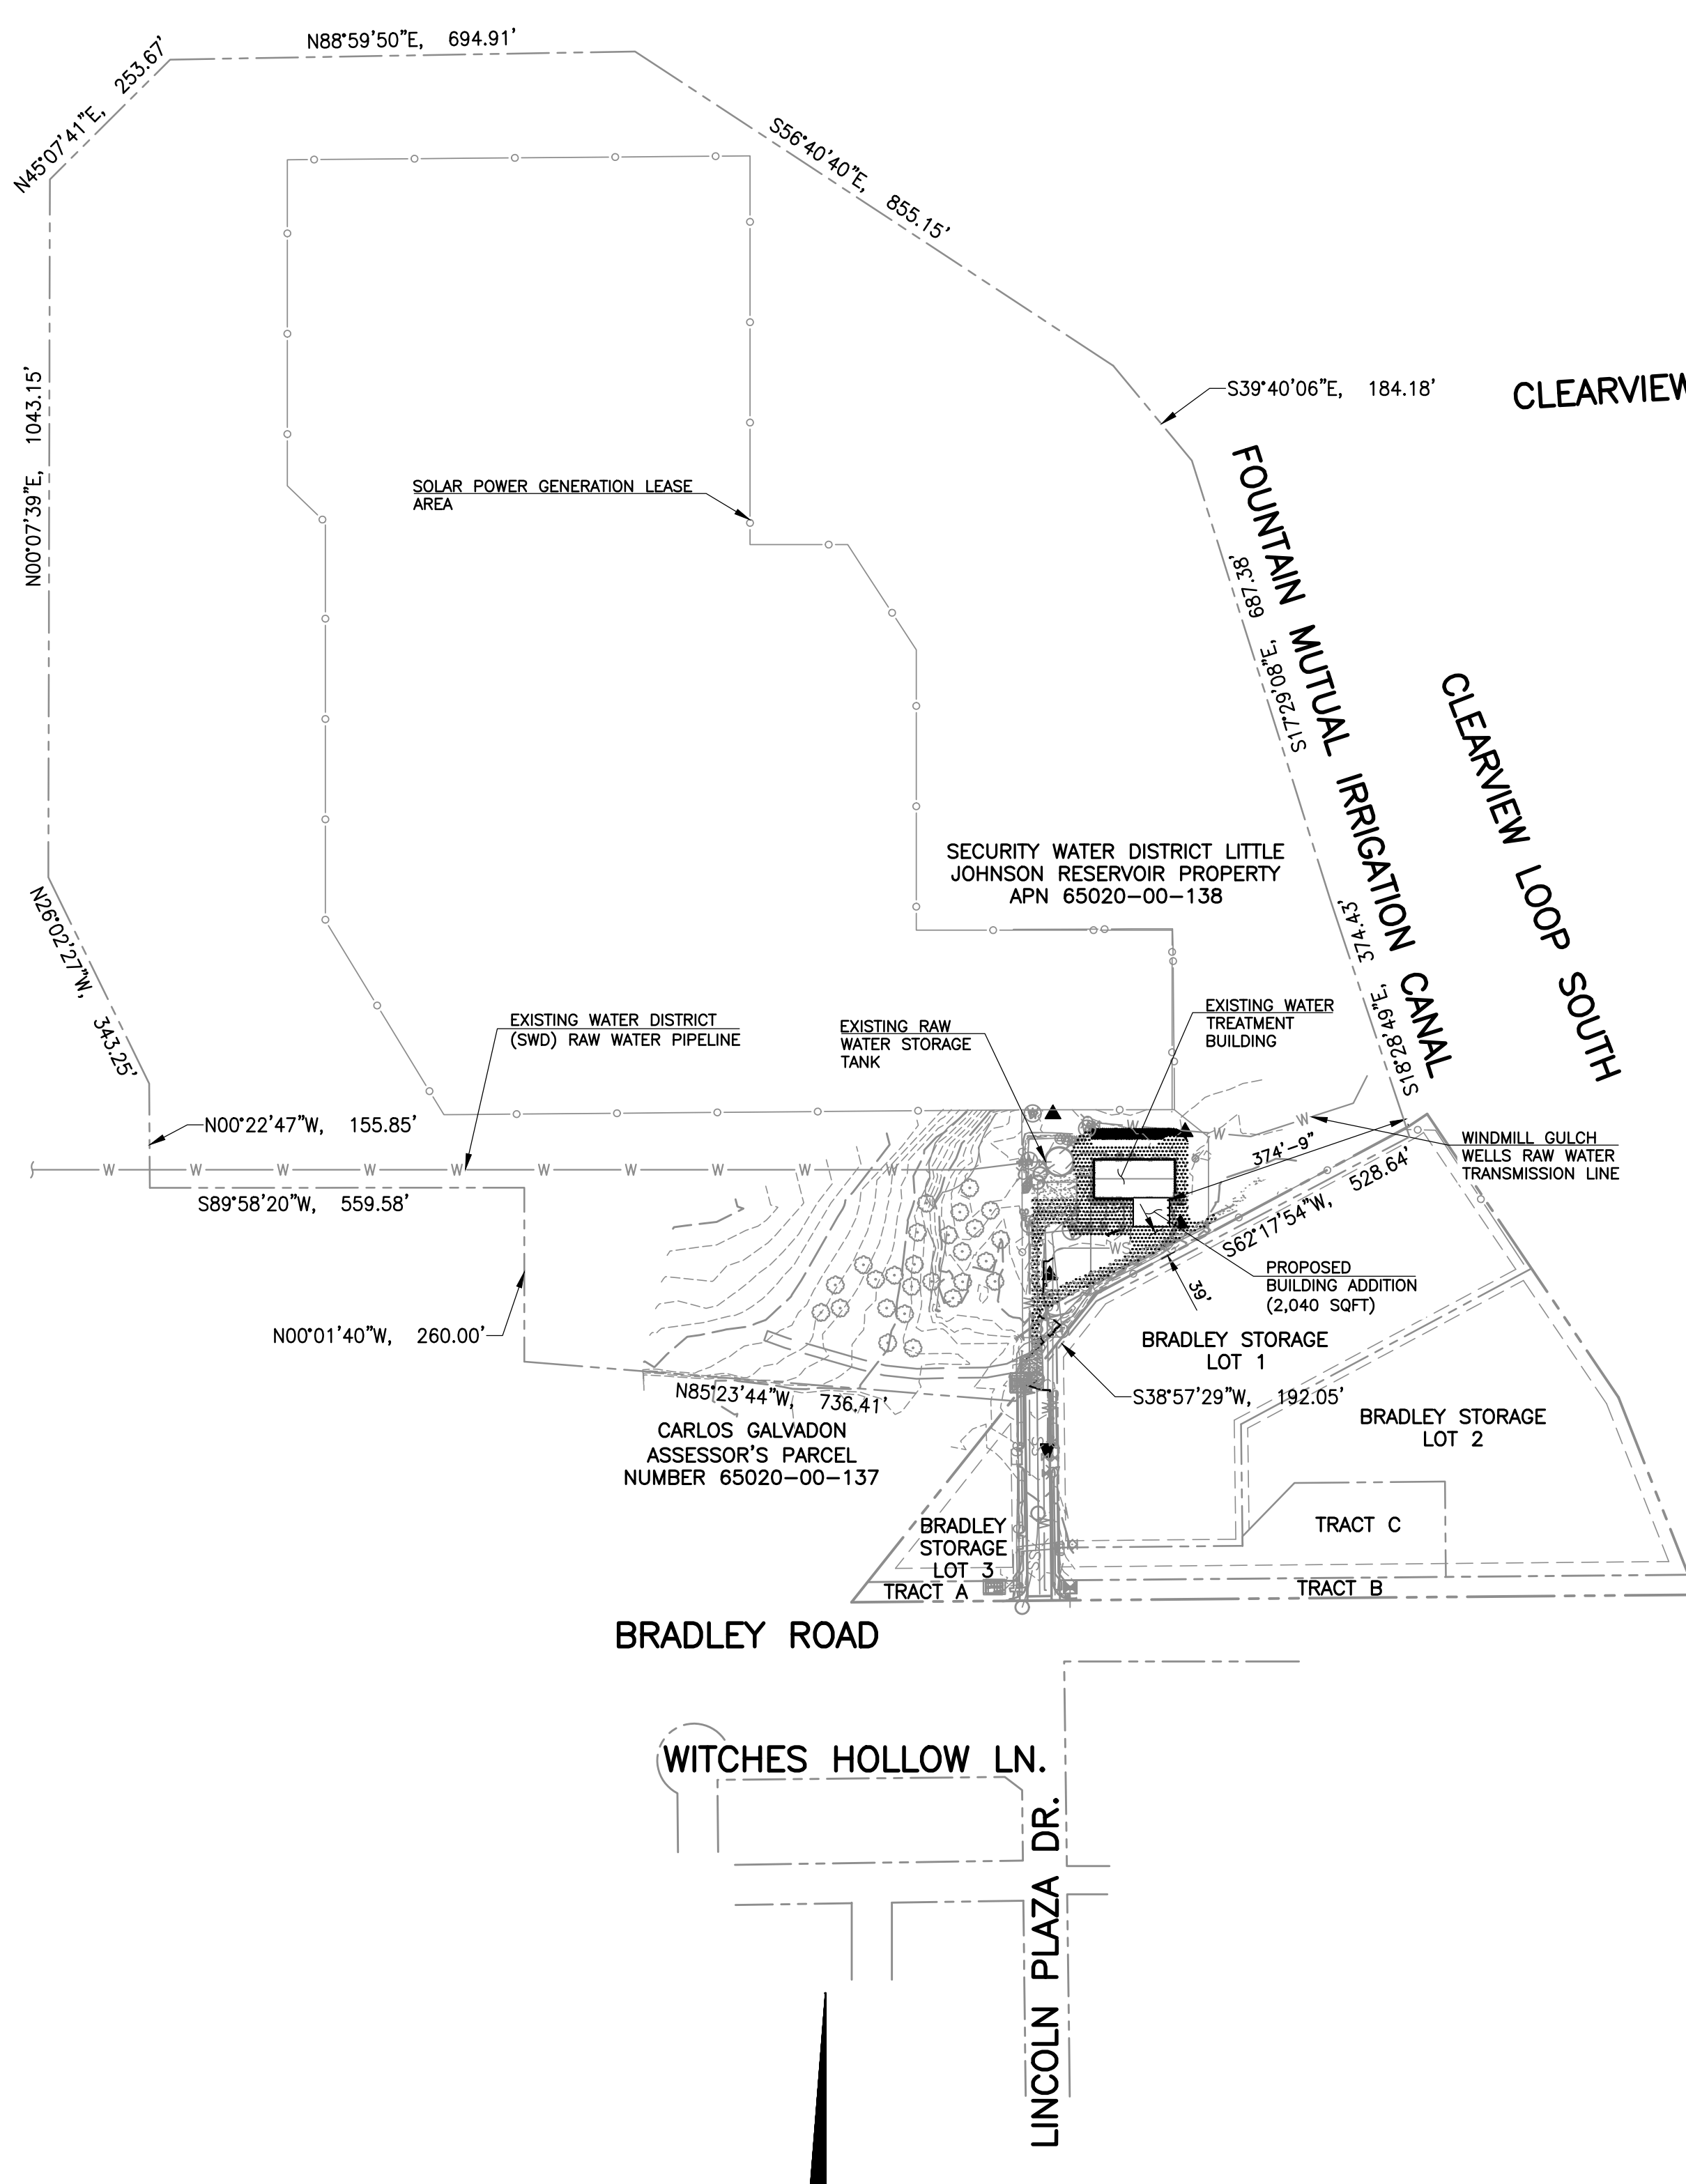 N88°59'50"E, 694.91'
N45°07'41"E, 253.67'
S56°40'40"E, 855.15'
N00°07'39"E, 1043.15'
S39°40'06"E, 184.18'
CLEARVIEW
SOLAR POWER GENERATION LEASE
AREA
FOUNTAIN MUTUAL IRRIGATION CANAL
S17°29'08"E, 687.38'
CLEARVIEW LOOP SOUTH
SECURITY WATER DISTRICT LITTLE
JOHNSON RESERVOIR PROPERTY
APN 65020-00-138
N26°02'27"W, 343.25'
S18°28'49"E, 374.43'
EXISTING WATER DISTRICT
(SWD) RAW WATER PIPELINE
EXISTING RAW
WATER STORAGE
TANK
EXISTING WATER
TREATMENT
BUILDING
N00°22'47"W, 155.85'
W W W W W W W W W W
W W W
374'-9"
WINDMILL GULCH
WELLS RAW WATER
TRANSMISSION LINE
S89°58'20"W, 559.58'
S62°17'54"W, 528.64'
WS
PROPOSED
BUILDING ADDITION
(2,040 SQFT)
39'
N00°01'40"W, 260.00'
BRADLEY STORAGE
LOT 1
N85°23'44"W, 736.41'
S38°57'29"W, 192.05'
CARLOS GALVADON
ASSESSOR'S PARCEL
NUMBER 65020-00-137
BRADLEY STORAGE
LOT 2
BRADLEY
STORAGE
LOT 3
TRACT C
TRACT A
TRACT B
BRADLEY ROAD
WITCHES HOLLOW LN.
LINCOLN PLAZA DR.